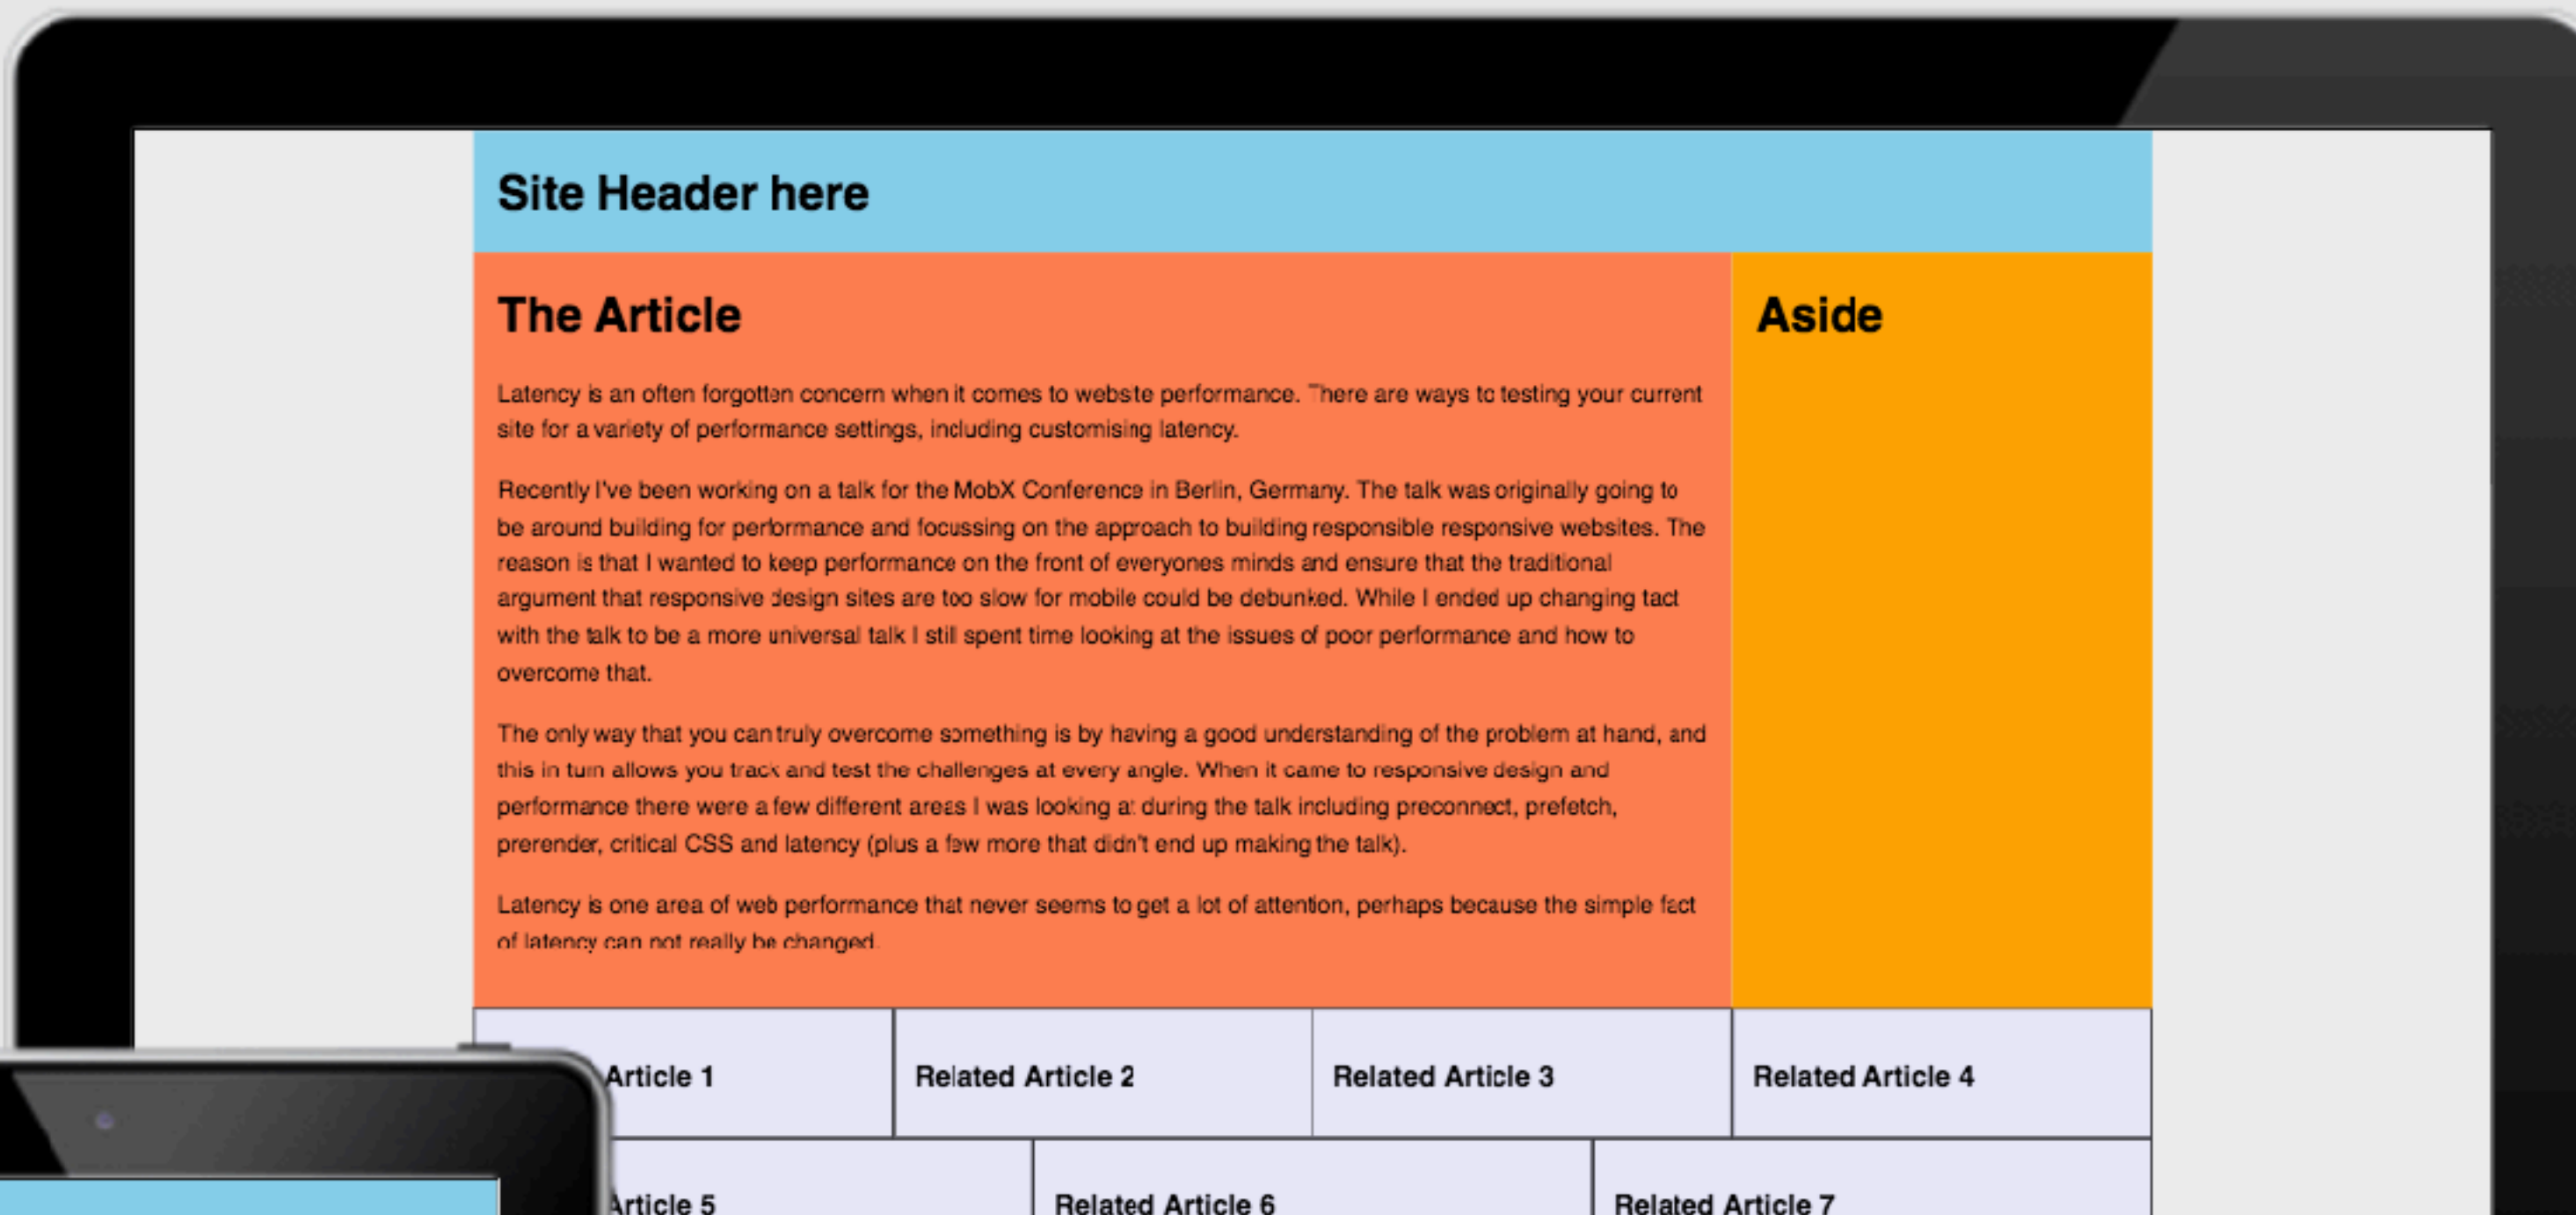 Site Header here
The Article
Latency is an often forgotten concern when it comes to website performance. There are ways to testing your current
site for a variety of performance settings, including customising latency.
Recently I've been working on a talk for the MobX Conference in Berlin, Germany. The talk was originally going to
be around building for performance and focussing on the approach to building responsible responsive websites. The
reason is that I wanted to keep performance on the front of everyones minds and ensure that the traditional
argument that responsive design sites are too slow for mobile could be debunked. While I ended up changing tact
with the talk to be a more universal talk I still spent time looking at the issues of poor performance and how to
overcome that.
The only way that you can truly overcome something is by having a good understanding of the problem at hand, and
this in turn allows you track and test the challenges at every angle. When it came to responsive design and
performance there were a few different areas I was looking at during the talk including preconnect, prefetch,
prerender, critical CSS and latency (plus a few more that didn't end up making the talk).
Latency is one area of web performance that never seems to get a lot of attention, perhaps because the simple fact
of latency can not really be changed.
Aside
Article 1
Related Article 2
Related Article 3
Related Article 4
Article 5
Related Article 6
Related Article 7